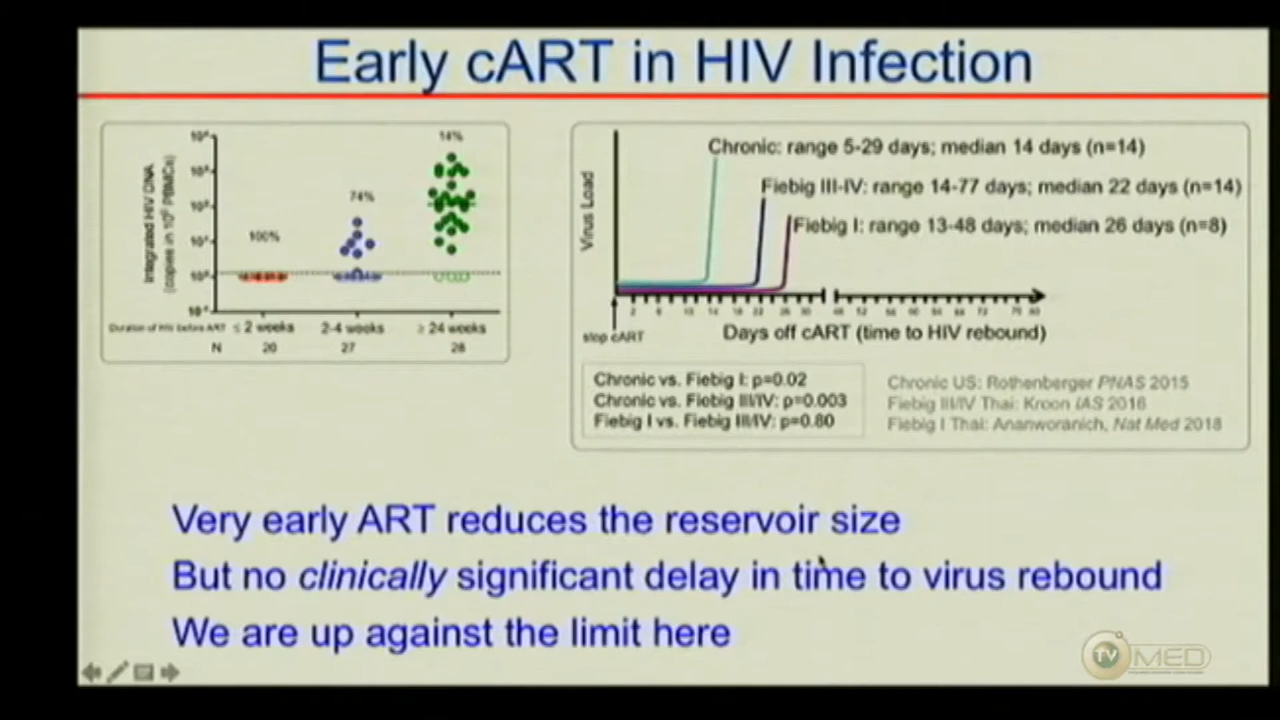 Early cART in HIV Infection
Integrated HIV DNA
(copies in 10⁶ PBMCs)
100%
74%
14%
Duration of HIV before ART ≤ 2 weeks 2-4 weeks ≥ 24 weeks
N 20 27 28
Virus Load
Chronic: range 5-29 days; median 14 days (n=14)
Fiebig III-IV: range 14-77 days; median 22 days (n=14)
Fiebig I: range 13-48 days; median 26 days (n=8)
stop cART
Days off cART (time to HIV rebound)
Chronic vs. Fiebig I: p=0.02
Chronic vs. Fiebig III/IV: p=0.003
Fiebig I vs. Fiebig III/IV: p=0.80
Chronic US: Rothenberger PNAS 2015
Fiebig III/IV Thai: Kroon IAS 2016
Fiebig I Thai: Ananworanich, Nat Med 2018
Very early ART reduces the reservoir size
But no clinically significant delay in time to virus rebound
We are up against the limit here
TV MED